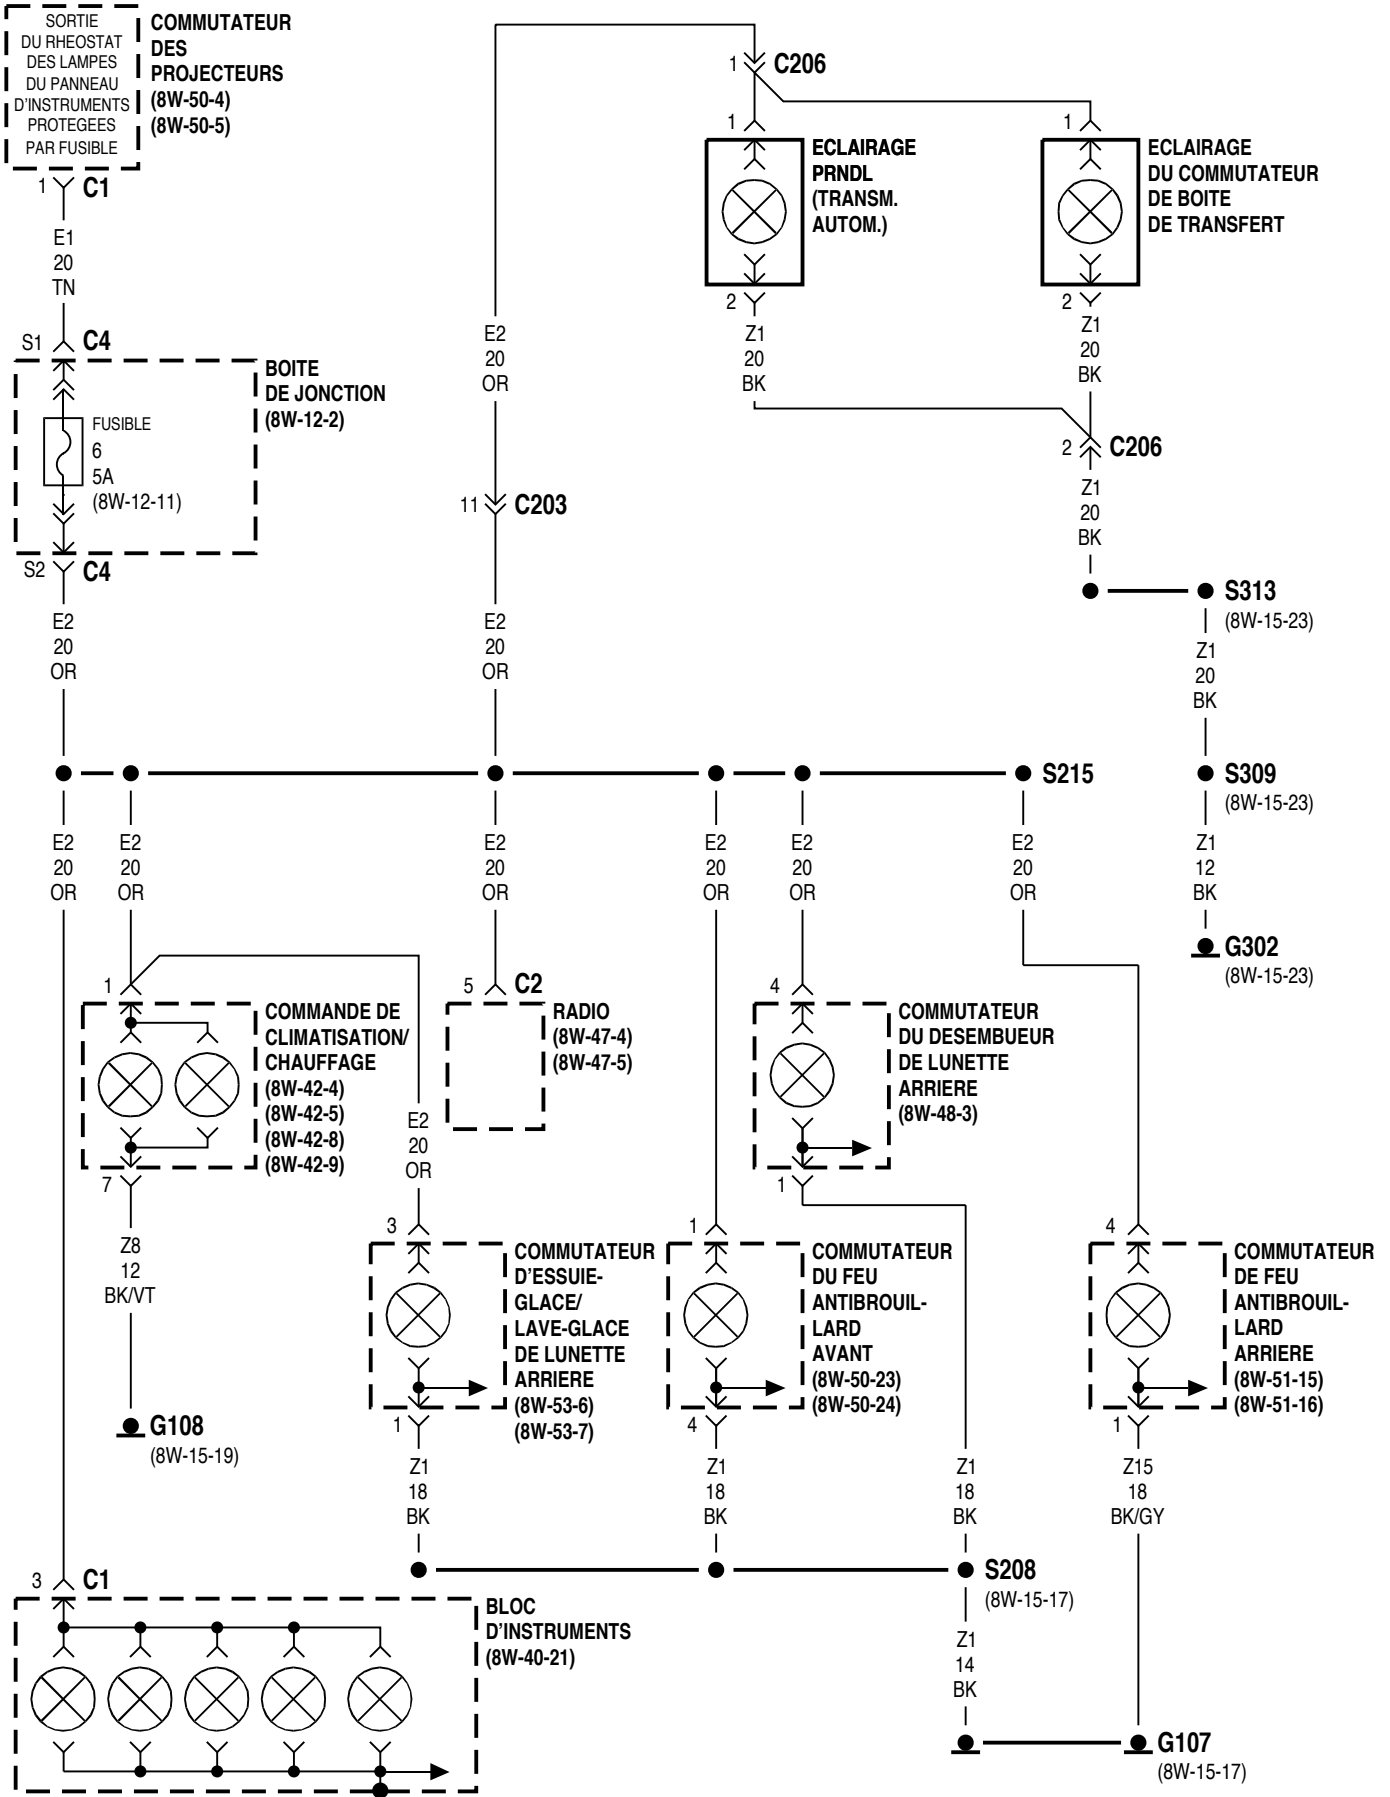 SORTIE
DU RHEOSTAT
DES LAMPES
DU PANNEAU
D'INSTRUMENTS
PROTEGEES
PAR FUSIBLE
COMMUTATEUR
DES
PROJECTEURS
(8W-50-4)
(8W-50-5)
1 C1
E1
20
TN
S1 C4
BOITE
DE JONCTION
(8W-12-2)
FUSIBLE
6
5A
(8W-12-11)
S2 C4
E2
20
OR
1 C206
1
ECLAIRAGE
PRNDL
(TRANSM.
AUTOM.)
2
Z1
20
BK
1
ECLAIRAGE
DU COMMUTATEUR
DE BOITE
DE TRANSFERT
2
Z1
20
BK
2 C206
Z1
20
BK
S313
(8W-15-23)
Z1
20
BK
S309
(8W-15-23)
Z1
12
BK
G302
(8W-15-23)
E2
20
OR
11 C203
E2
20
OR
S215
E2
20
OR
E2
20
OR
E2
20
OR
E2
20
OR
E2
20
OR
E2
20
OR
1
COMMANDE DE
CLIMATISATION/
CHAUFFAGE
(8W-42-4)
(8W-42-5)
(8W-42-8)
(8W-42-9)
7
Z8
12
BK/VT
G108
(8W-15-19)
E2
20
OR
5 C2
RADIO
(8W-47-4)
(8W-47-5)
4
COMMUTATEUR
DU DESEMBUEUR
DE LUNETTE
ARRIERE
(8W-48-3)
1
3
COMMUTATEUR
D'ESSUIE-
GLACE/
LAVE-GLACE
DE LUNETTE
ARRIERE
(8W-53-6)
(8W-53-7)
1
Z1
18
BK
1
COMMUTATEUR
DU FEU
ANTIBROUIL-
LARD
AVANT
(8W-50-23)
(8W-50-24)
4
Z1
18
BK
Z1
18
BK
4
COMMUTATEUR
DE FEU
ANTIBROUIL-
LARD
ARRIERE
(8W-51-15)
(8W-51-16)
1
Z15
18
BK/GY
S208
(8W-15-17)
Z1
14
BK
G107
(8W-15-17)
3 C1
BLOC
D'INSTRUMENTS
(8W-40-21)